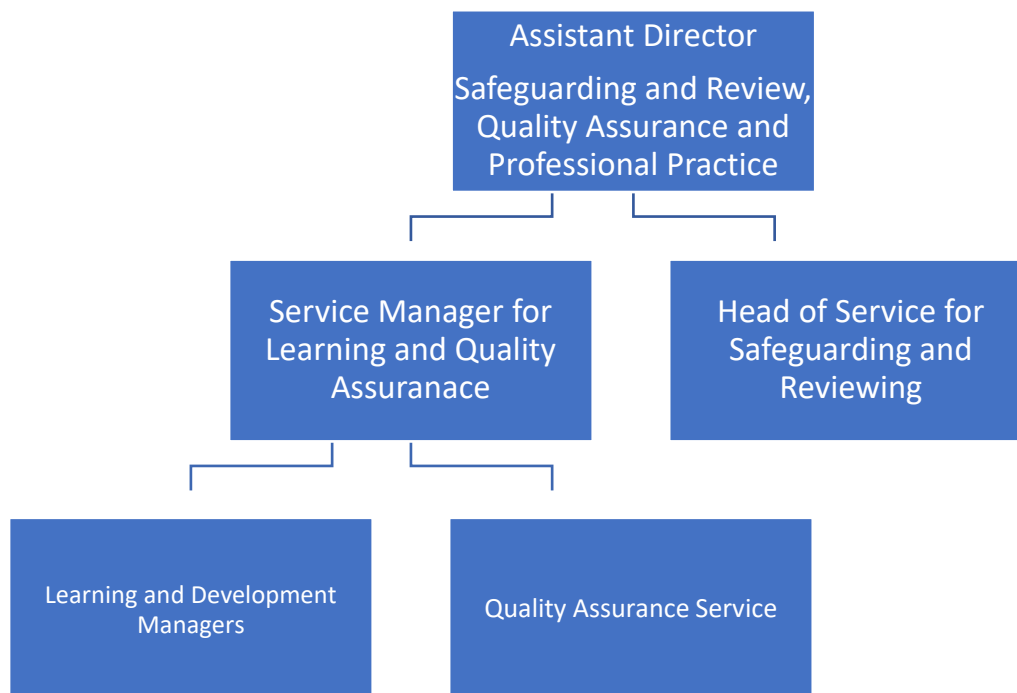 Assistant Director
Safeguarding and Review,
Quality Assurance and
Professional Practice
Service Manager for
Learning and Quality
Assuranace
Head of Service for
Safeguarding and
Reviewing
Learning and Development
Managers
Quality Assurance Service